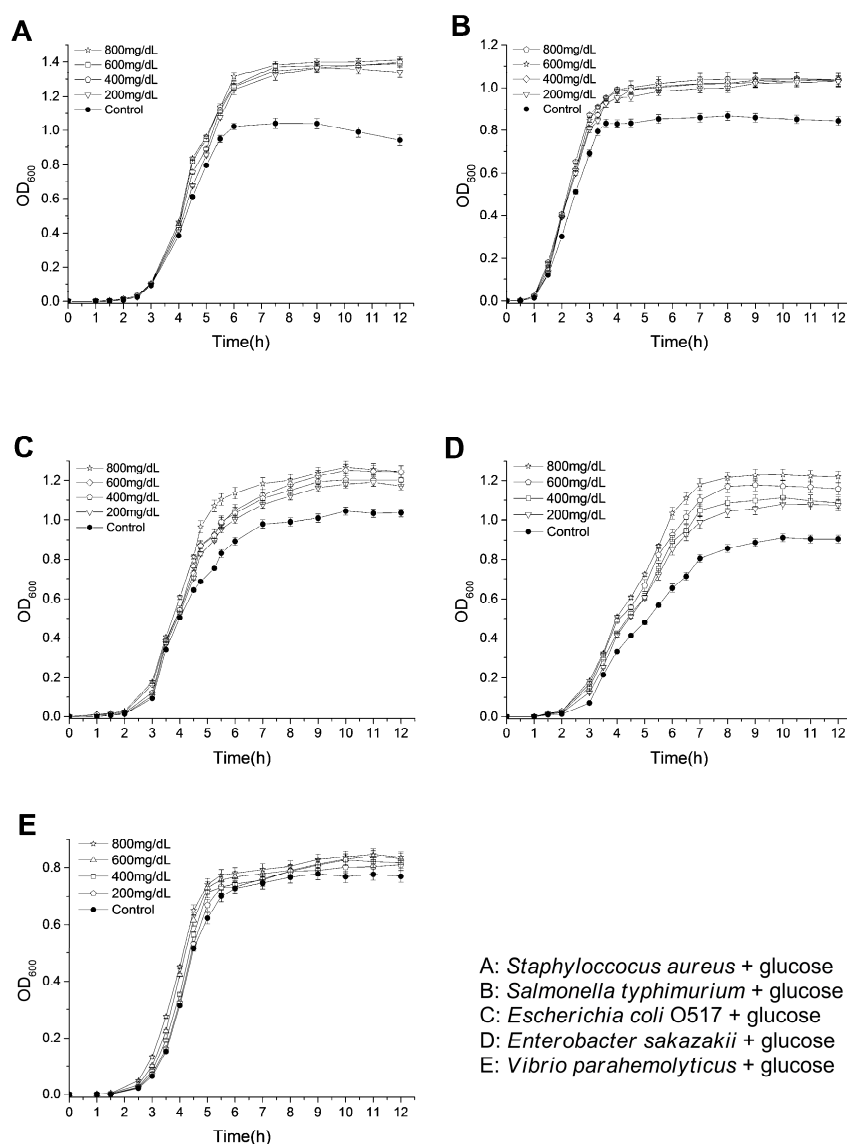 A
800mg/dL
600mg/dL
400mg/dL
200mg/dL
Control
1.4
1.2
1.0
0.8
0.6
0.4
0.2
0.0
OD600
0 1 2 3 4 5 6 7 8 9 10 11 12
Time(h)
B
800mg/dL
600mg/dL
400mg/dL
200mg/dL
Control
1.2
1.0
0.8
0.6
0.4
0.2
0.0
OD600
0 1 2 3 4 5 6 7 8 9 10 11 12
Time(h)
C
800mg/dL
600mg/dL
400mg/dL
200mg/dL
Control
1.2
1.0
0.8
0.6
0.4
0.2
0.0
OD600
0 1 2 3 4 5 6 7 8 9 10 11 12
Time(h)
D
800mg/dL
600mg/dL
400mg/dL
200mg/dL
Control
1.2
1.0
0.8
0.6
0.4
0.2
0.0
OD600
0 1 2 3 4 5 6 7 8 9 10 11 12
Time(h)
E
800mg/dL
600mg/dL
400mg/dL
200mg/dL
Control
0.8
0.6
0.4
0.2
0.0
OD600
0 1 2 3 4 5 6 7 8 9 10 11 12
Time(h)
A: Staphyloccocus aureus + glucose
B: Salmonella typhimurium + glucose
C: Escherichia coli O517 + glucose
D: Enterobacter sakazakii + glucose
E: Vibrio parahemolyticus + glucose